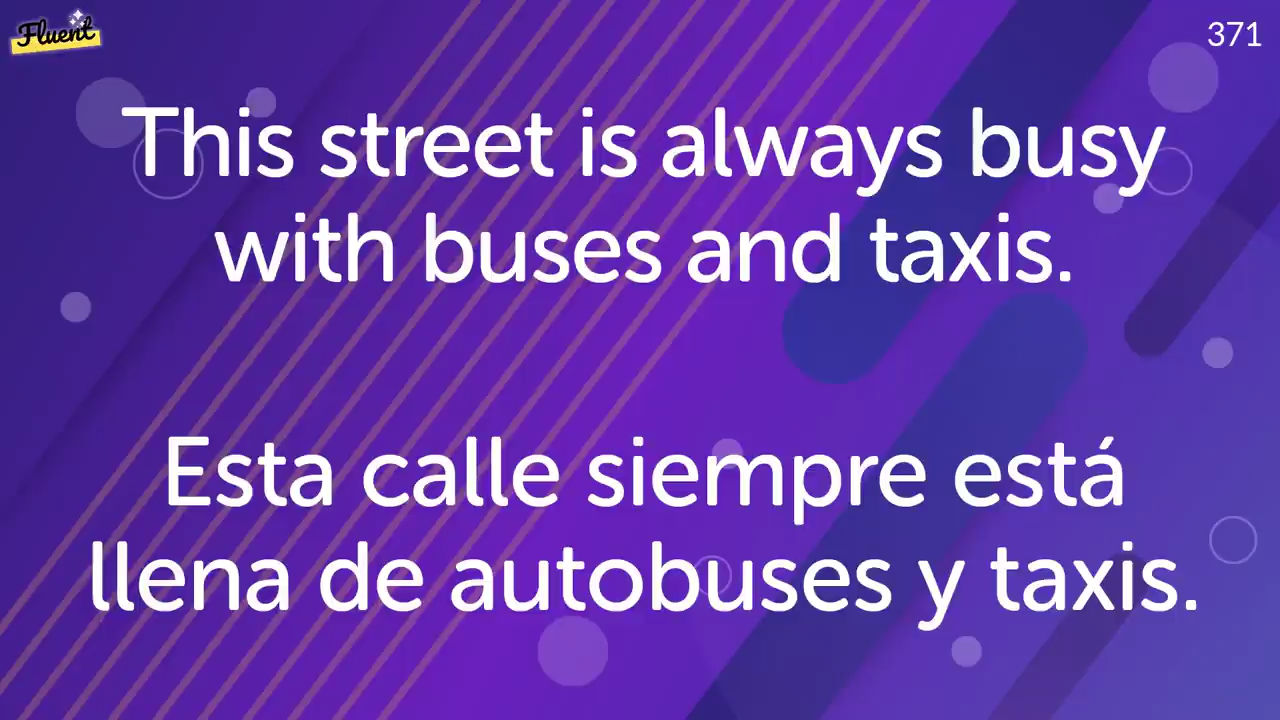 Fluent
371
This street is always busy
with buses and taxis.
Esta calle siempre está
llena de autobuses y taxis.